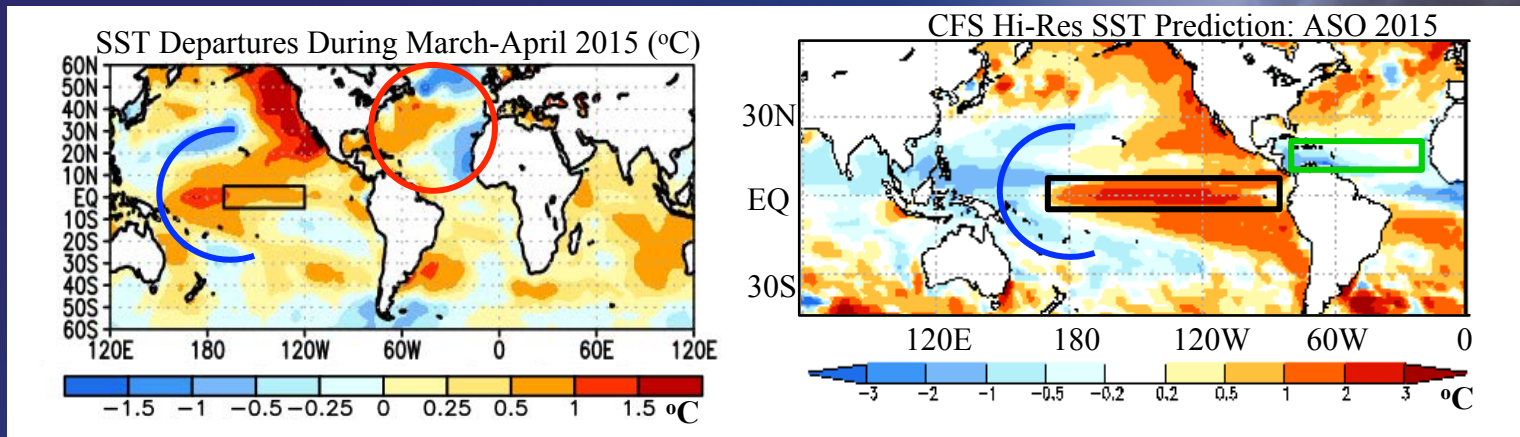 SST Departures During March-April 2015 (°C)
60N
50N
40N
30N
20N
10N
EQ
10S
20S
30S
40S
50S
60S
120E 180 120W 60W 0 60E 120E
−1.5 −1 −0.5 −0.25 0 0.25 0.5 1 1.5 °C
CFS Hi-Res SST Prediction: ASO 2015
30N
EQ
30S
120E 180 120W 60W 0
−3 −2 −1 −0.5 −0.2 0.2 0.5 1 2 3 °C